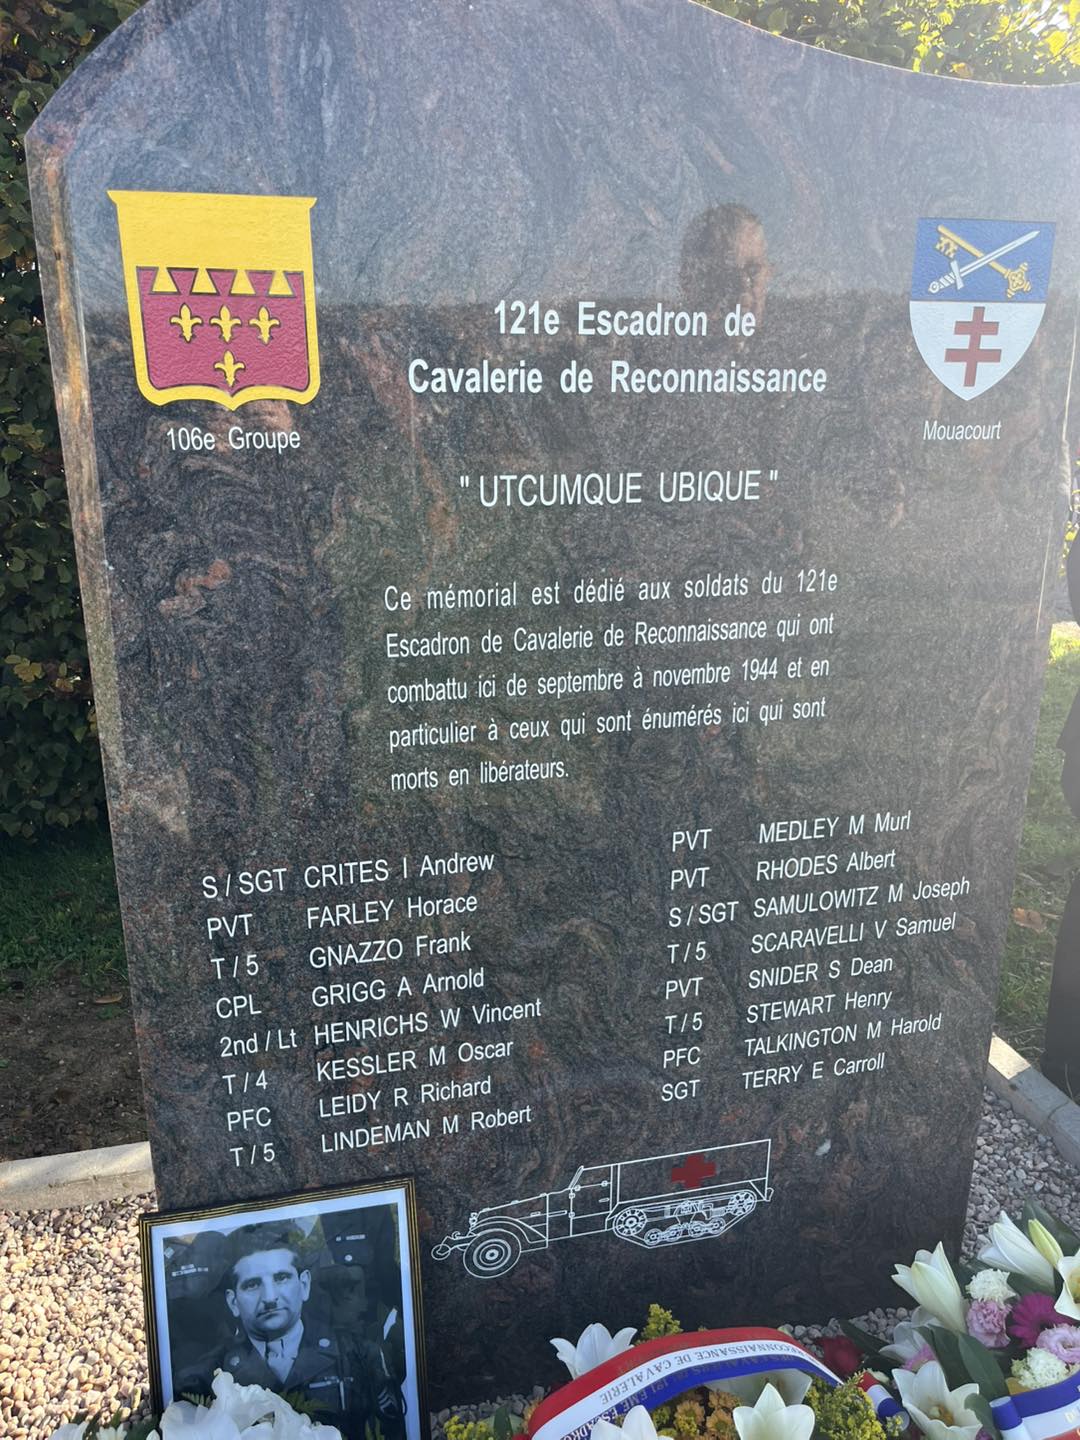 121e Escadron de
Cavalerie de Reconnaissance
106e Groupe
Mouacourt
" UTCUMQUE UBIQUE "
Ce mémorial est dédié aux soldats du 121e
Escadron de Cavalerie de Reconnaissance qui ont
combattu ici de septembre à novembre 1944 et en
particulier à ceux qui sont énumérés ici qui sont
morts en libérateurs.
S / SGT CRITES I Andrew
PVT FARLEY Horace
T / 5 GNAZZO Frank
CPL GRIGG A Arnold
2nd / Lt HENRICHS W Vincent
T / 4 KESSLER M Oscar
PFC LEIDY R Richard
T / 5 LINDEMAN M Robert
PVT MEDLEY M Murl
PVT RHODES Albert
S / SGT SAMULOWITZ M Joseph
T / 5 SCARAVELLI V Samuel
PVT SNIDER S Dean
T / 5 STEWART Henry
PFC TALKINGTON M Harold
SGT TERRY E Carroll
RECONNAISSANCE DE CAVALERIE